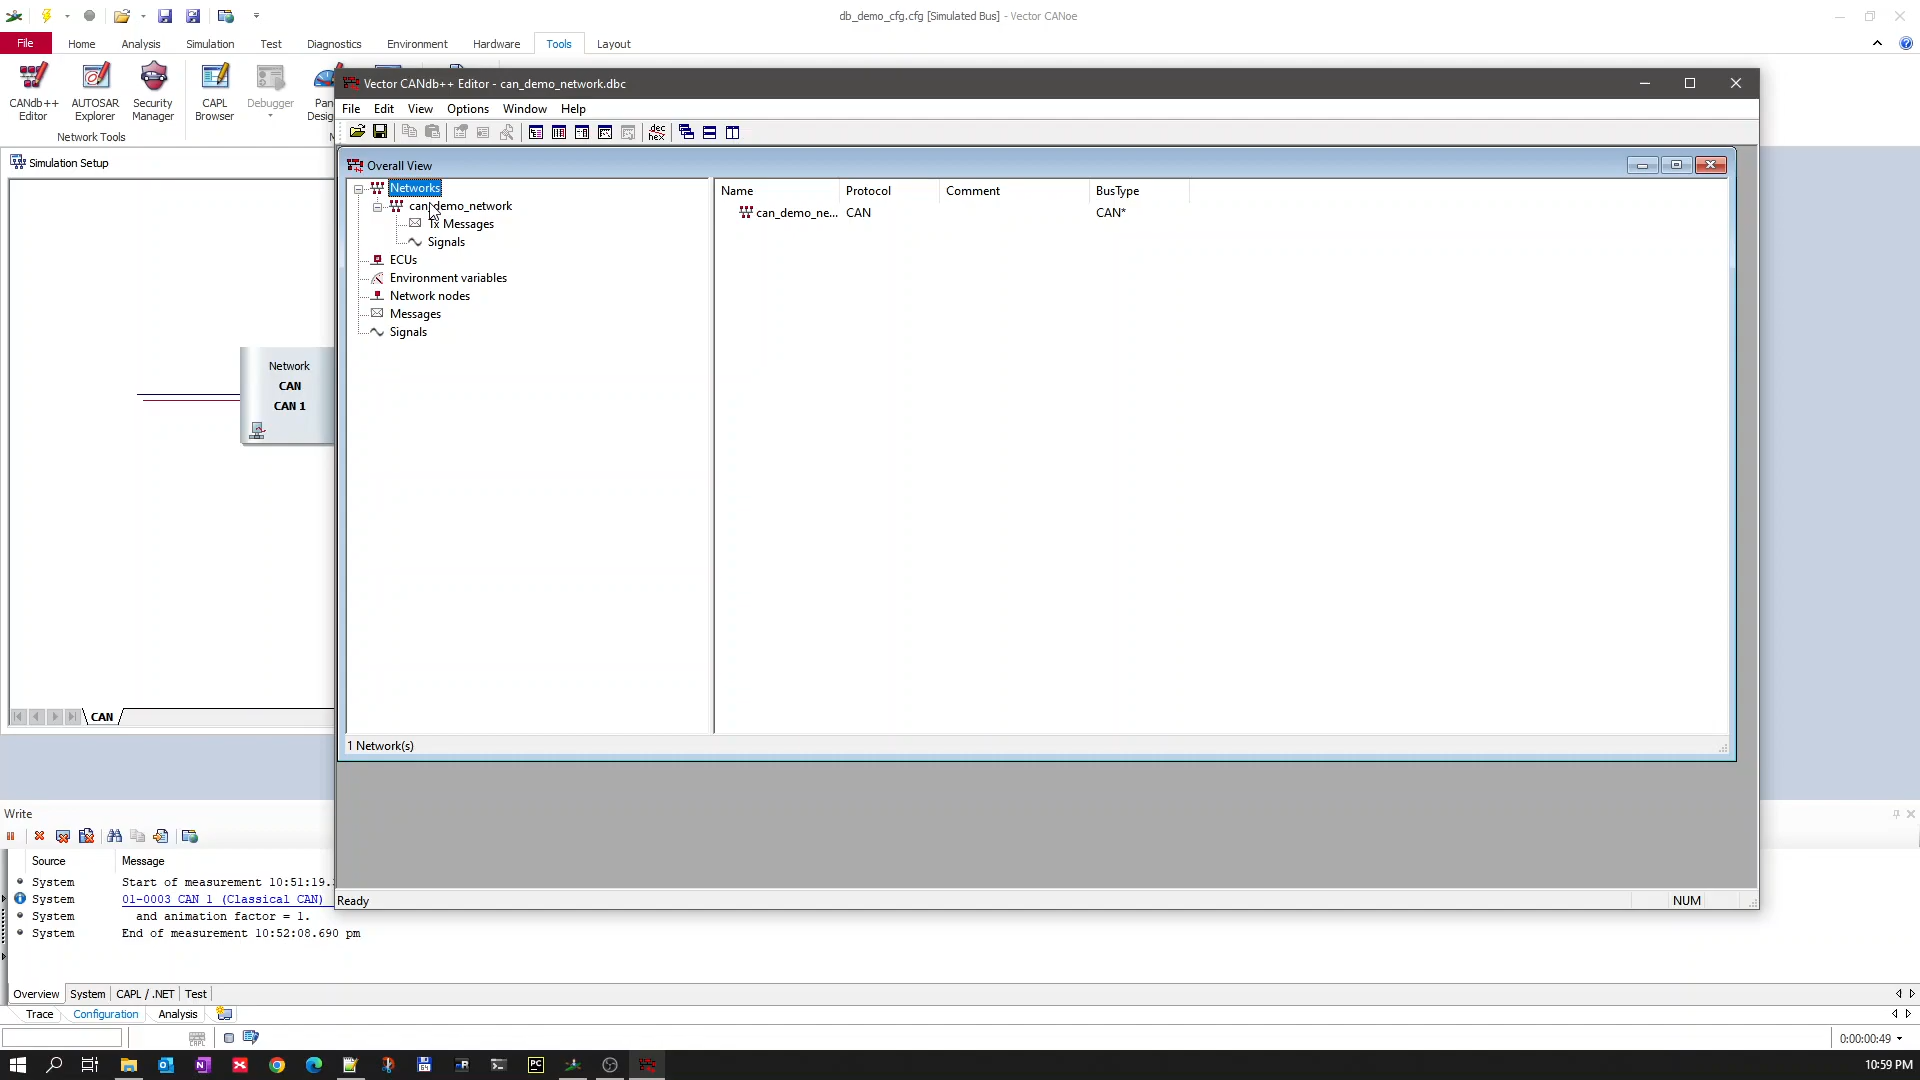 db_demo_cfg.cfg [Simulated Bus] - Vector CANoe
File Home Analysis Simulation Test Diagnostics Environment Hardware Tools Layout
CANdb++ Editor
AUTOSAR Explorer
Security Manager
CAPL Browser
Debugger
Pan
Desig
Network Tools
Simulation Setup
Network
CAN
CAN 1
CAN
Vector CANdb++ Editor - can_demo_network.dbc
File Edit View Options Window Help
dec
hex
Overall View
Networks
can_demo_network
Tx Messages
Signals
ECUs
Environment variables
Network nodes
Messages
Signals
Name Protocol Comment BusType
can_demo_ne... CAN CAN*
1 Network(s)
Ready NUM
Write
Source Message
System Start of measurement 10:51:19.
System 01-0003 CAN 1 (Classical CAN)
System and animation factor = 1.
System End of measurement 10:52:08.690 pm
Overview System CAPL / .NET Test
Trace Configuration Analysis
0:00:00:49
10:59 PM